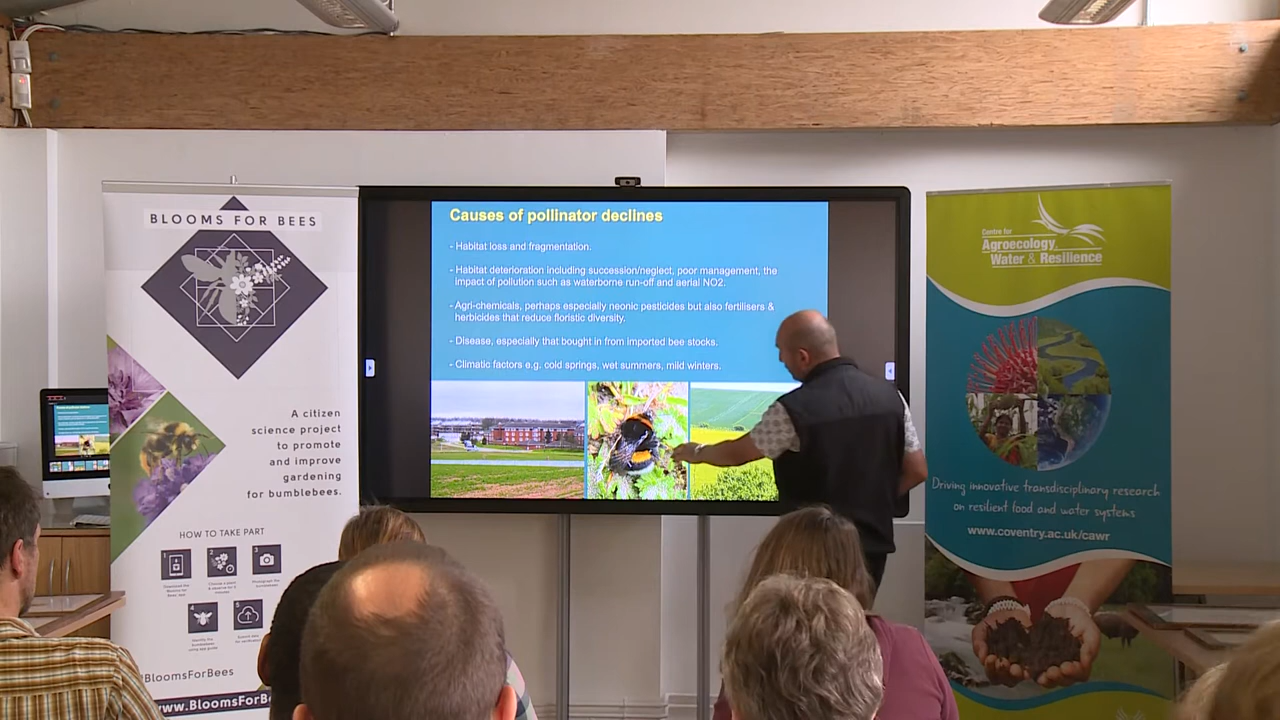 BLOOMS FOR BEES
A citizen
science project
to promote
and improve
gardening
for bumblebees.
HOW TO TAKE PART
BloomsForBees
www.BloomsForBe
Causes of pollinator declines
- Habitat loss and fragmentation.
- Habitat deterioration including succession/neglect, poor management, the
impact of pollution such as waterborne run-off and aerial NO2.
- Agri-chemicals, perhaps especially neonic pesticides but also fertilisers &
herbicides that reduce floristic diversity.
- Disease, especially that bought in from imported bee stocks.
- Climatic factors e.g. cold springs, wet summers, mild winters.
Centre for
Agroecology,
Water & Resilience
Driving innovative transdisciplinary research
on resilient food and water systems
www.coventry.ac.uk/cawr